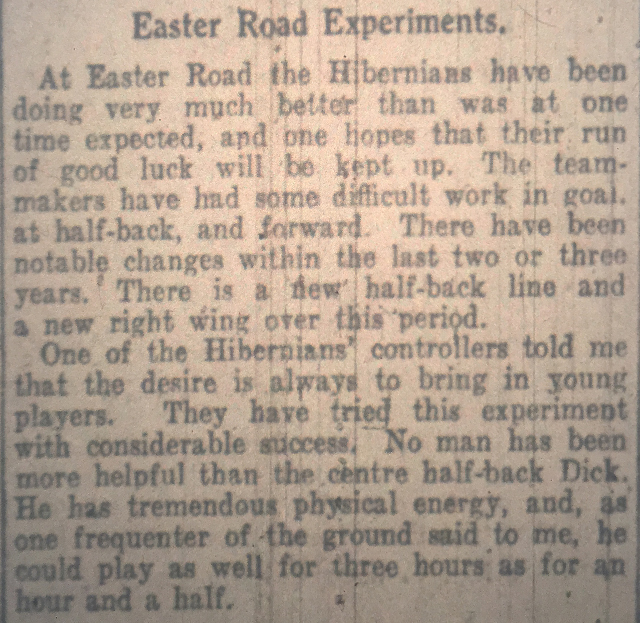 Easter Road Experiments.
At Easter Road the Hibernians have been
doing very much better than was at one
time expected, and one hopes that their run
of good luck will be kept up. The team-
makers have had some difficult work in goal.
at half-back, and forward. There have been
notable changes within the last two or three
years. There is a new half-back line and
a new right wing over this period.
One of the Hibernians' controllers told me
that the desire is always to bring in young
players. They have tried this experiment
with considerable success. No man has been
more helpful than the centre half-back Dick.
He has tremendous physical energy, and, as
one frequenter of the ground said to me, he
could play as well for three hours as for an
hour and a half.